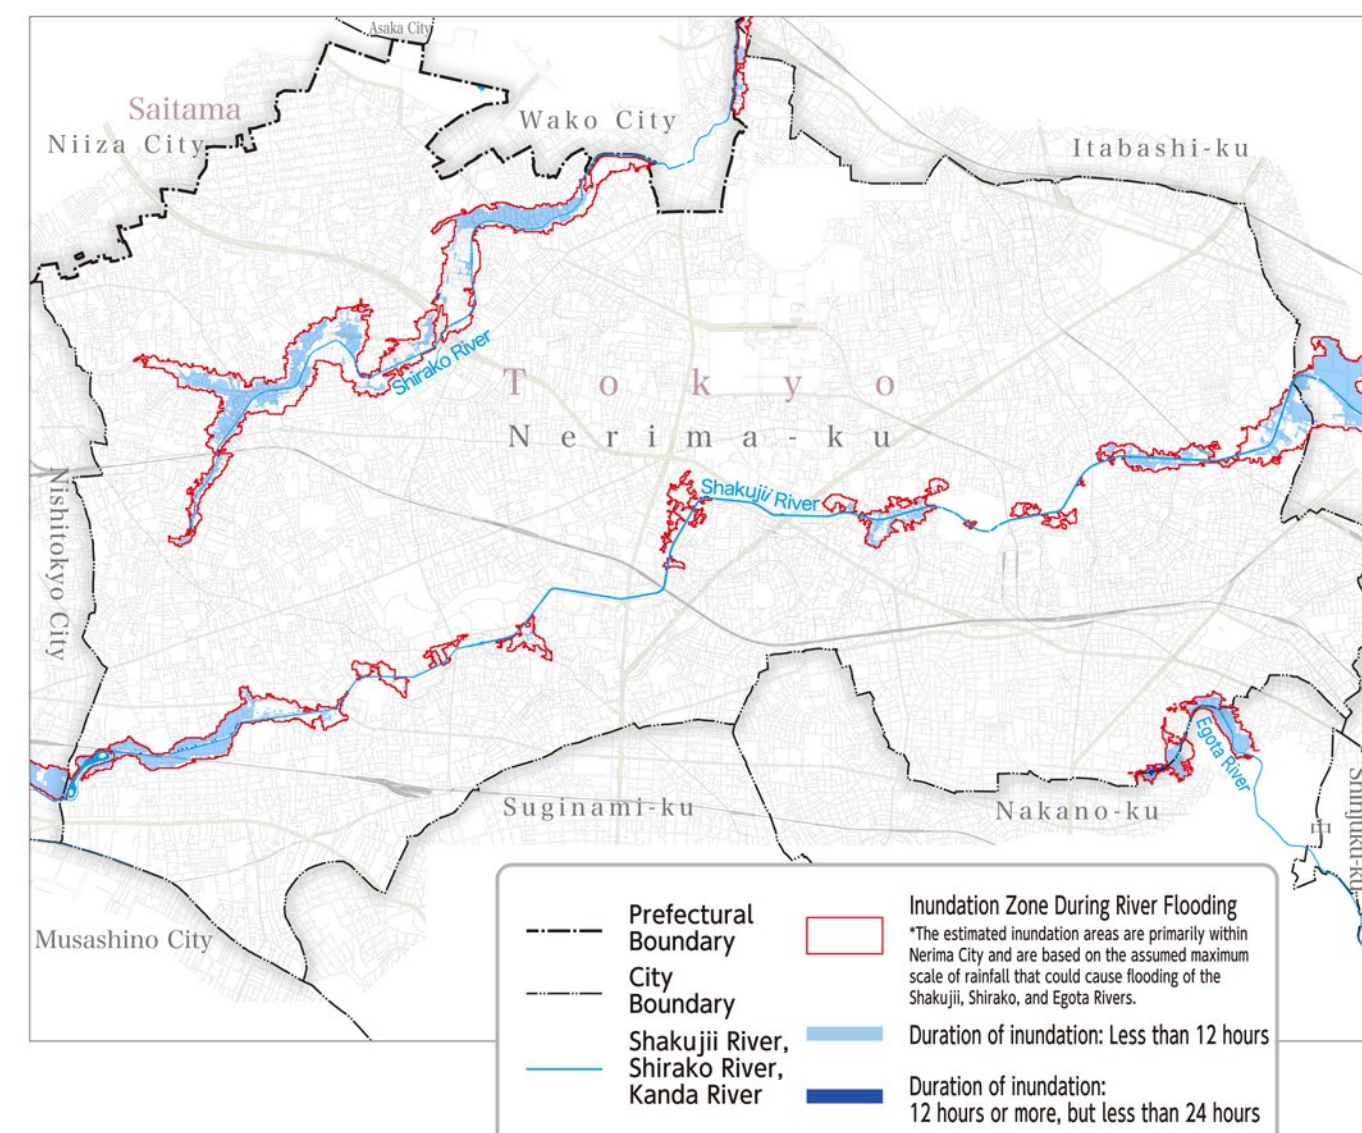 Asaka City
Saitama
Niiza City
Wako City
Itabashi-ku
Shirako River
Tokyo
Nerima-ku
Nishitokyo City
Shakujii River
Egota River
Suginami-ku
Nakano-ku
Shinjuku-ku
Musashino City
Prefectural
Boundary
City
Boundary
Shakujii River,
Shirako River,
Kanda River
Inundation Zone During River Flooding
*The estimated inundation areas are primarily within
Nerima City and are based on the assumed maximum
scale of rainfall that could cause flooding of the
Shakujii, Shirako, and Egota Rivers.
Duration of inundation: Less than 12 hours
Duration of inundation:
12 hours or more, but less than 24 hours